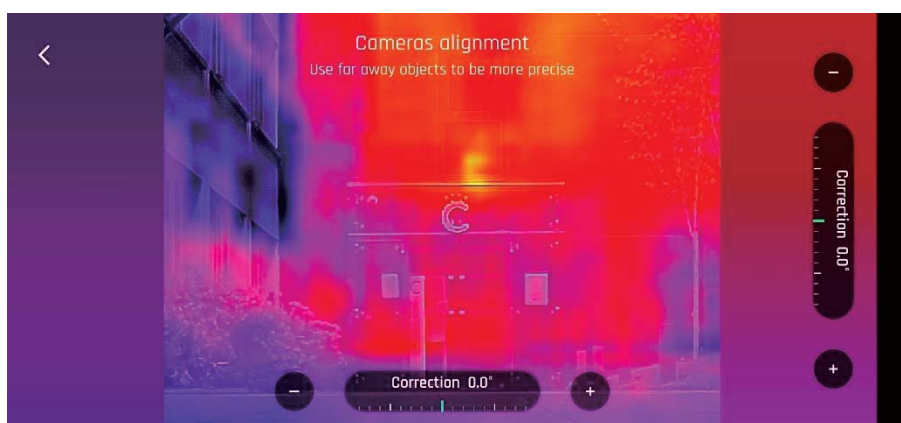 Cameras alignment
Use far away objects to be more precise
C
Correction 0.0°
Correction 0.0°